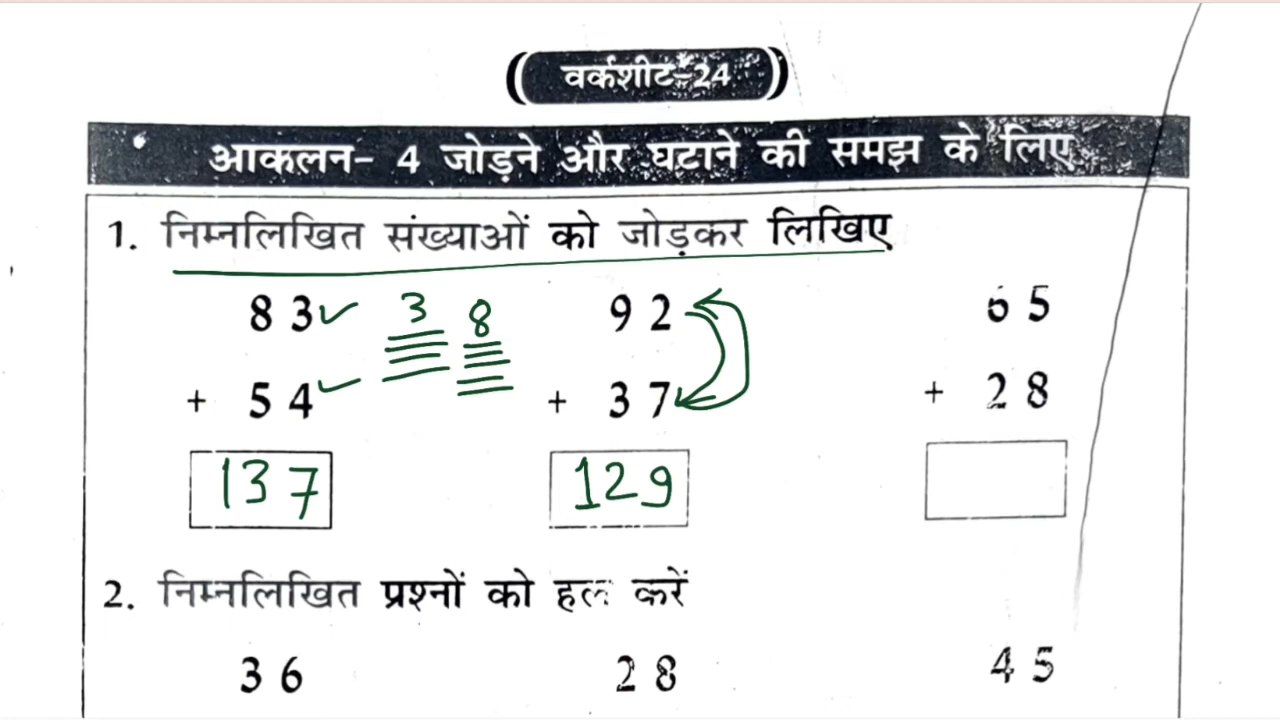 वर्कशीट-24
आकलन- 4 जोड़ने और घटाने की समझ के लिए
1. निम्नलिखित संख्याओं को जोड़कर लिखिए
83 3 8 92 65
+ 54 + 37 + 28
137 129
2. निम्नलिखित प्रश्नों को हल करें
36 28 45